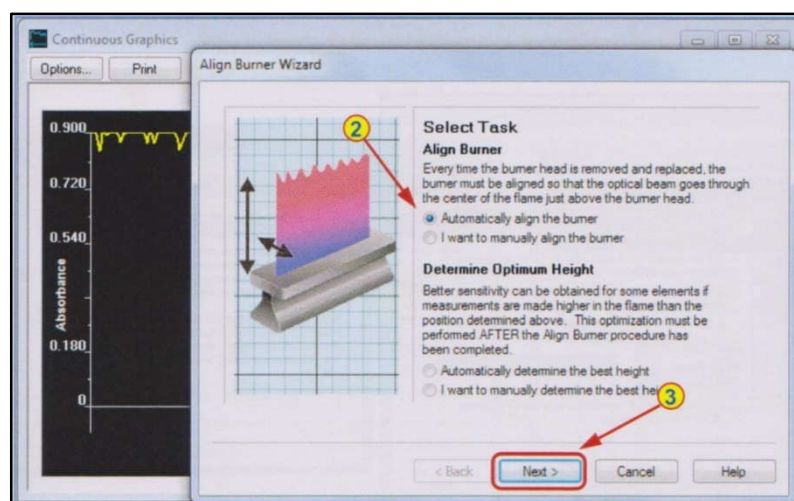 Continuous Graphics
Options...
Print
0.900
0.720
0.540
0.180
0
Absorbance
Align Burner Wizard
2
Select Task
Align Burner
Every time the burner head is removed and replaced, the
burner must be aligned so that the optical beam goes through
the center of the flame just above the burner head.
Automatically align the burner
I want to manually align the burner
Determine Optimum Height
Better sensitivity can be obtained for some elements if
measurements are made higher in the flame than the
position determined above. This optimization must be
performed AFTER the Align Burner procedure has
been completed.
Automatically determine the best height
I want to manually determine the best hei
3
< Back
Next >
Cancel
Help